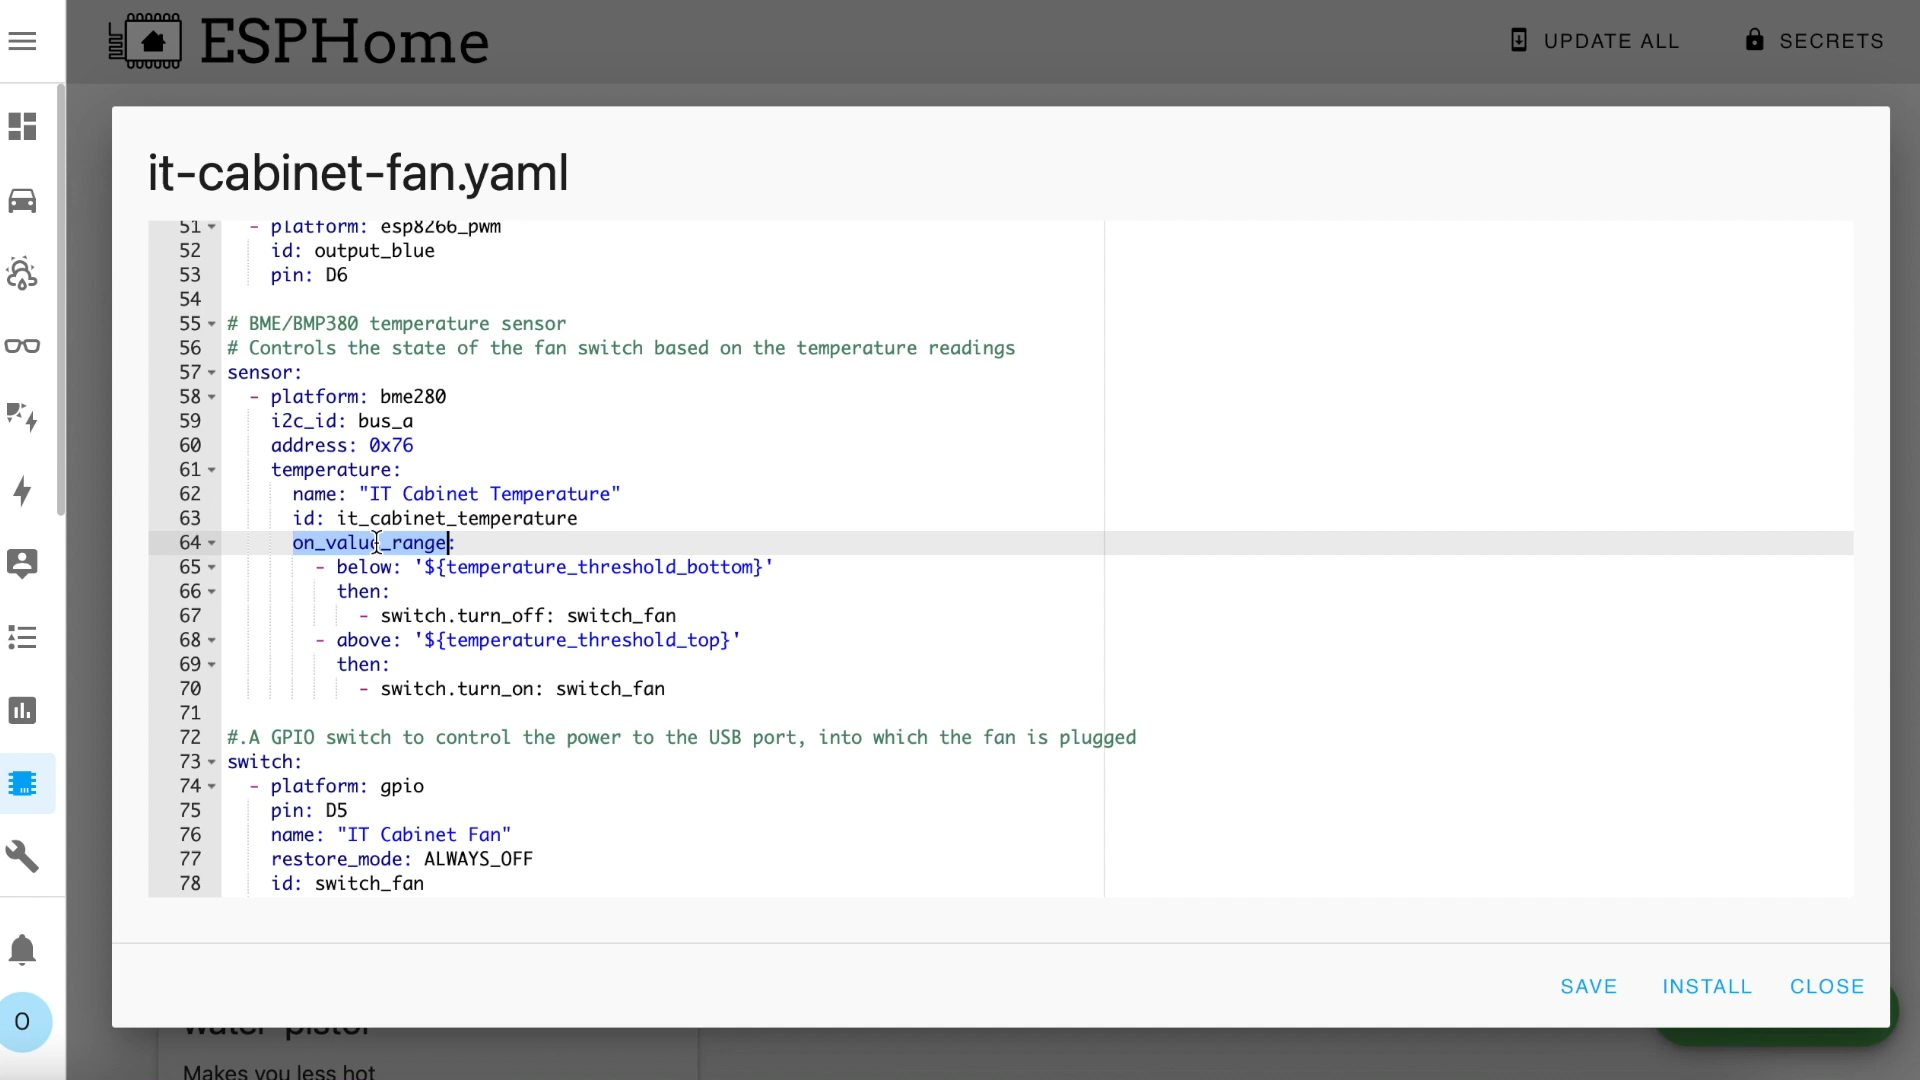 ESPHome
UPDATE ALL
SECRETS
it-cabinet-fan.yaml
51 - platform: esp8266_pwm
52 id: output_blue
53 pin: D6
54
55 # BME/BMP380 temperature sensor
56 # Controls the state of the fan switch based on the temperature readings
57 sensor:
58 - platform: bme280
59 i2c_id: bus_a
60 address: 0x76
61 temperature:
62 name: "IT Cabinet Temperature"
63 id: it_cabinet_temperature
64 on_value_range:
65 - below: '${temperature_threshold_bottom}'
66 then:
67 - switch.turn_off: switch_fan
68 - above: '${temperature_threshold_top}'
69 then:
70 - switch.turn_on: switch_fan
71
72 #.A GPIO switch to control the power to the USB port, into which the fan is plugged
73 switch:
74 - platform: gpio
75 pin: D5
76 name: "IT Cabinet Fan"
77 restore_mode: ALWAYS_OFF
78 id: switch_fan
SAVE
INSTALL
CLOSE
O
water-pistol
Makes you less hot